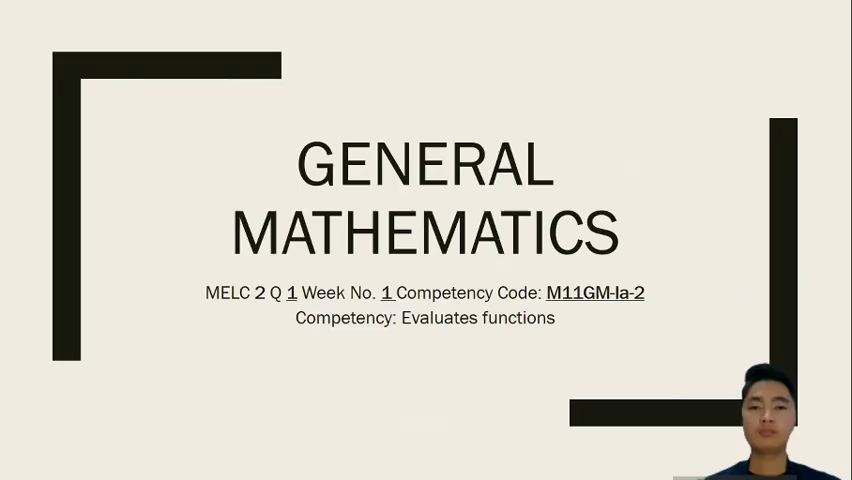 GENERAL
MATHEMATICS
MELC 2 Q 1 Week No. 1 Competency Code: M11GM-Ia-2
Competency: Evaluates functions